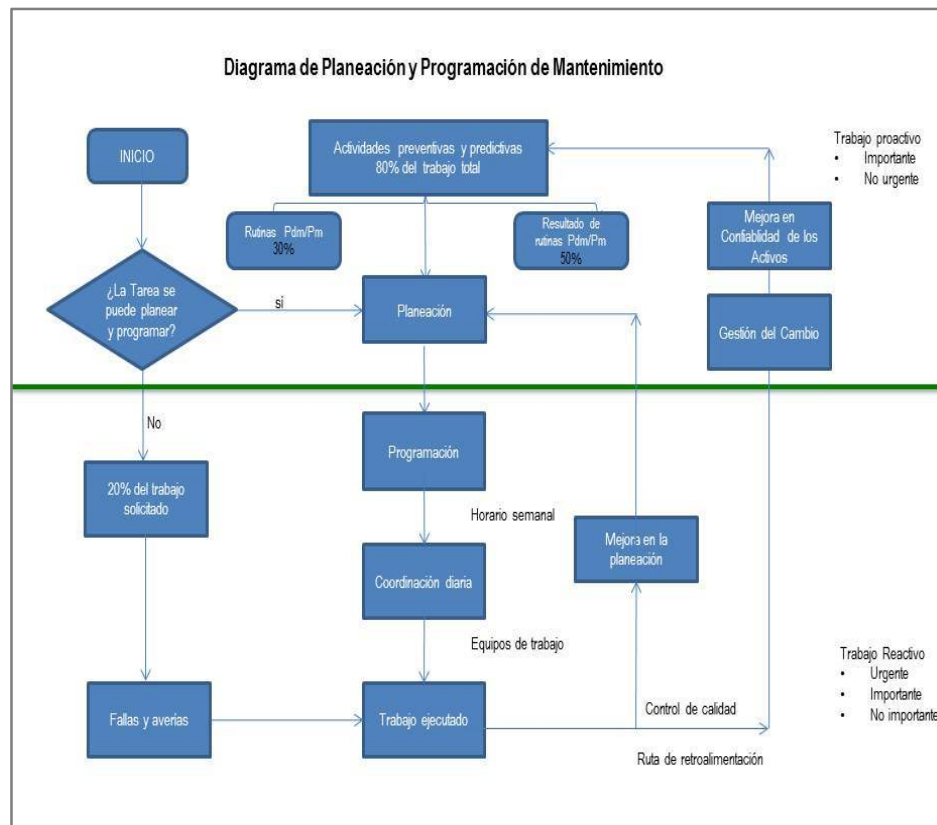 Diagrama de Planeación y Programación de Mantenimiento
INICIO
Actividades preventivas y predictivas
80% del trabajo total
Trabajo proactivo
• Importante
• No urgente
Rutinas Pdm/Pm
30%
Resultado de
rutinas Pdm/Pm
50%
Mejora en
Confiablidad de los
Activos
¿La Tarea se
puede planear
y programar?
sí
Planeación
Gestión del Cambio
No
Programación
20% del trabajo
solicitado
Horario semanal
Mejora en la
planeación
Coordinación diaria
Equipos de trabajo
Trabajo Reactivo
• Urgente
• Importante
• No importante
Fallas y averías
Trabajo ejecutado
Control de calidad
Ruta de retroalimentación